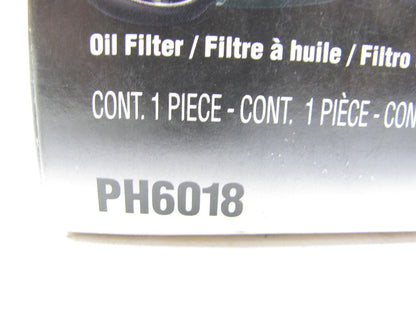 Oil Filter / Filtre à huile / Filtro
CONT. 1 PIECE - CONT. 1 PIÈCE - CON
PH6018